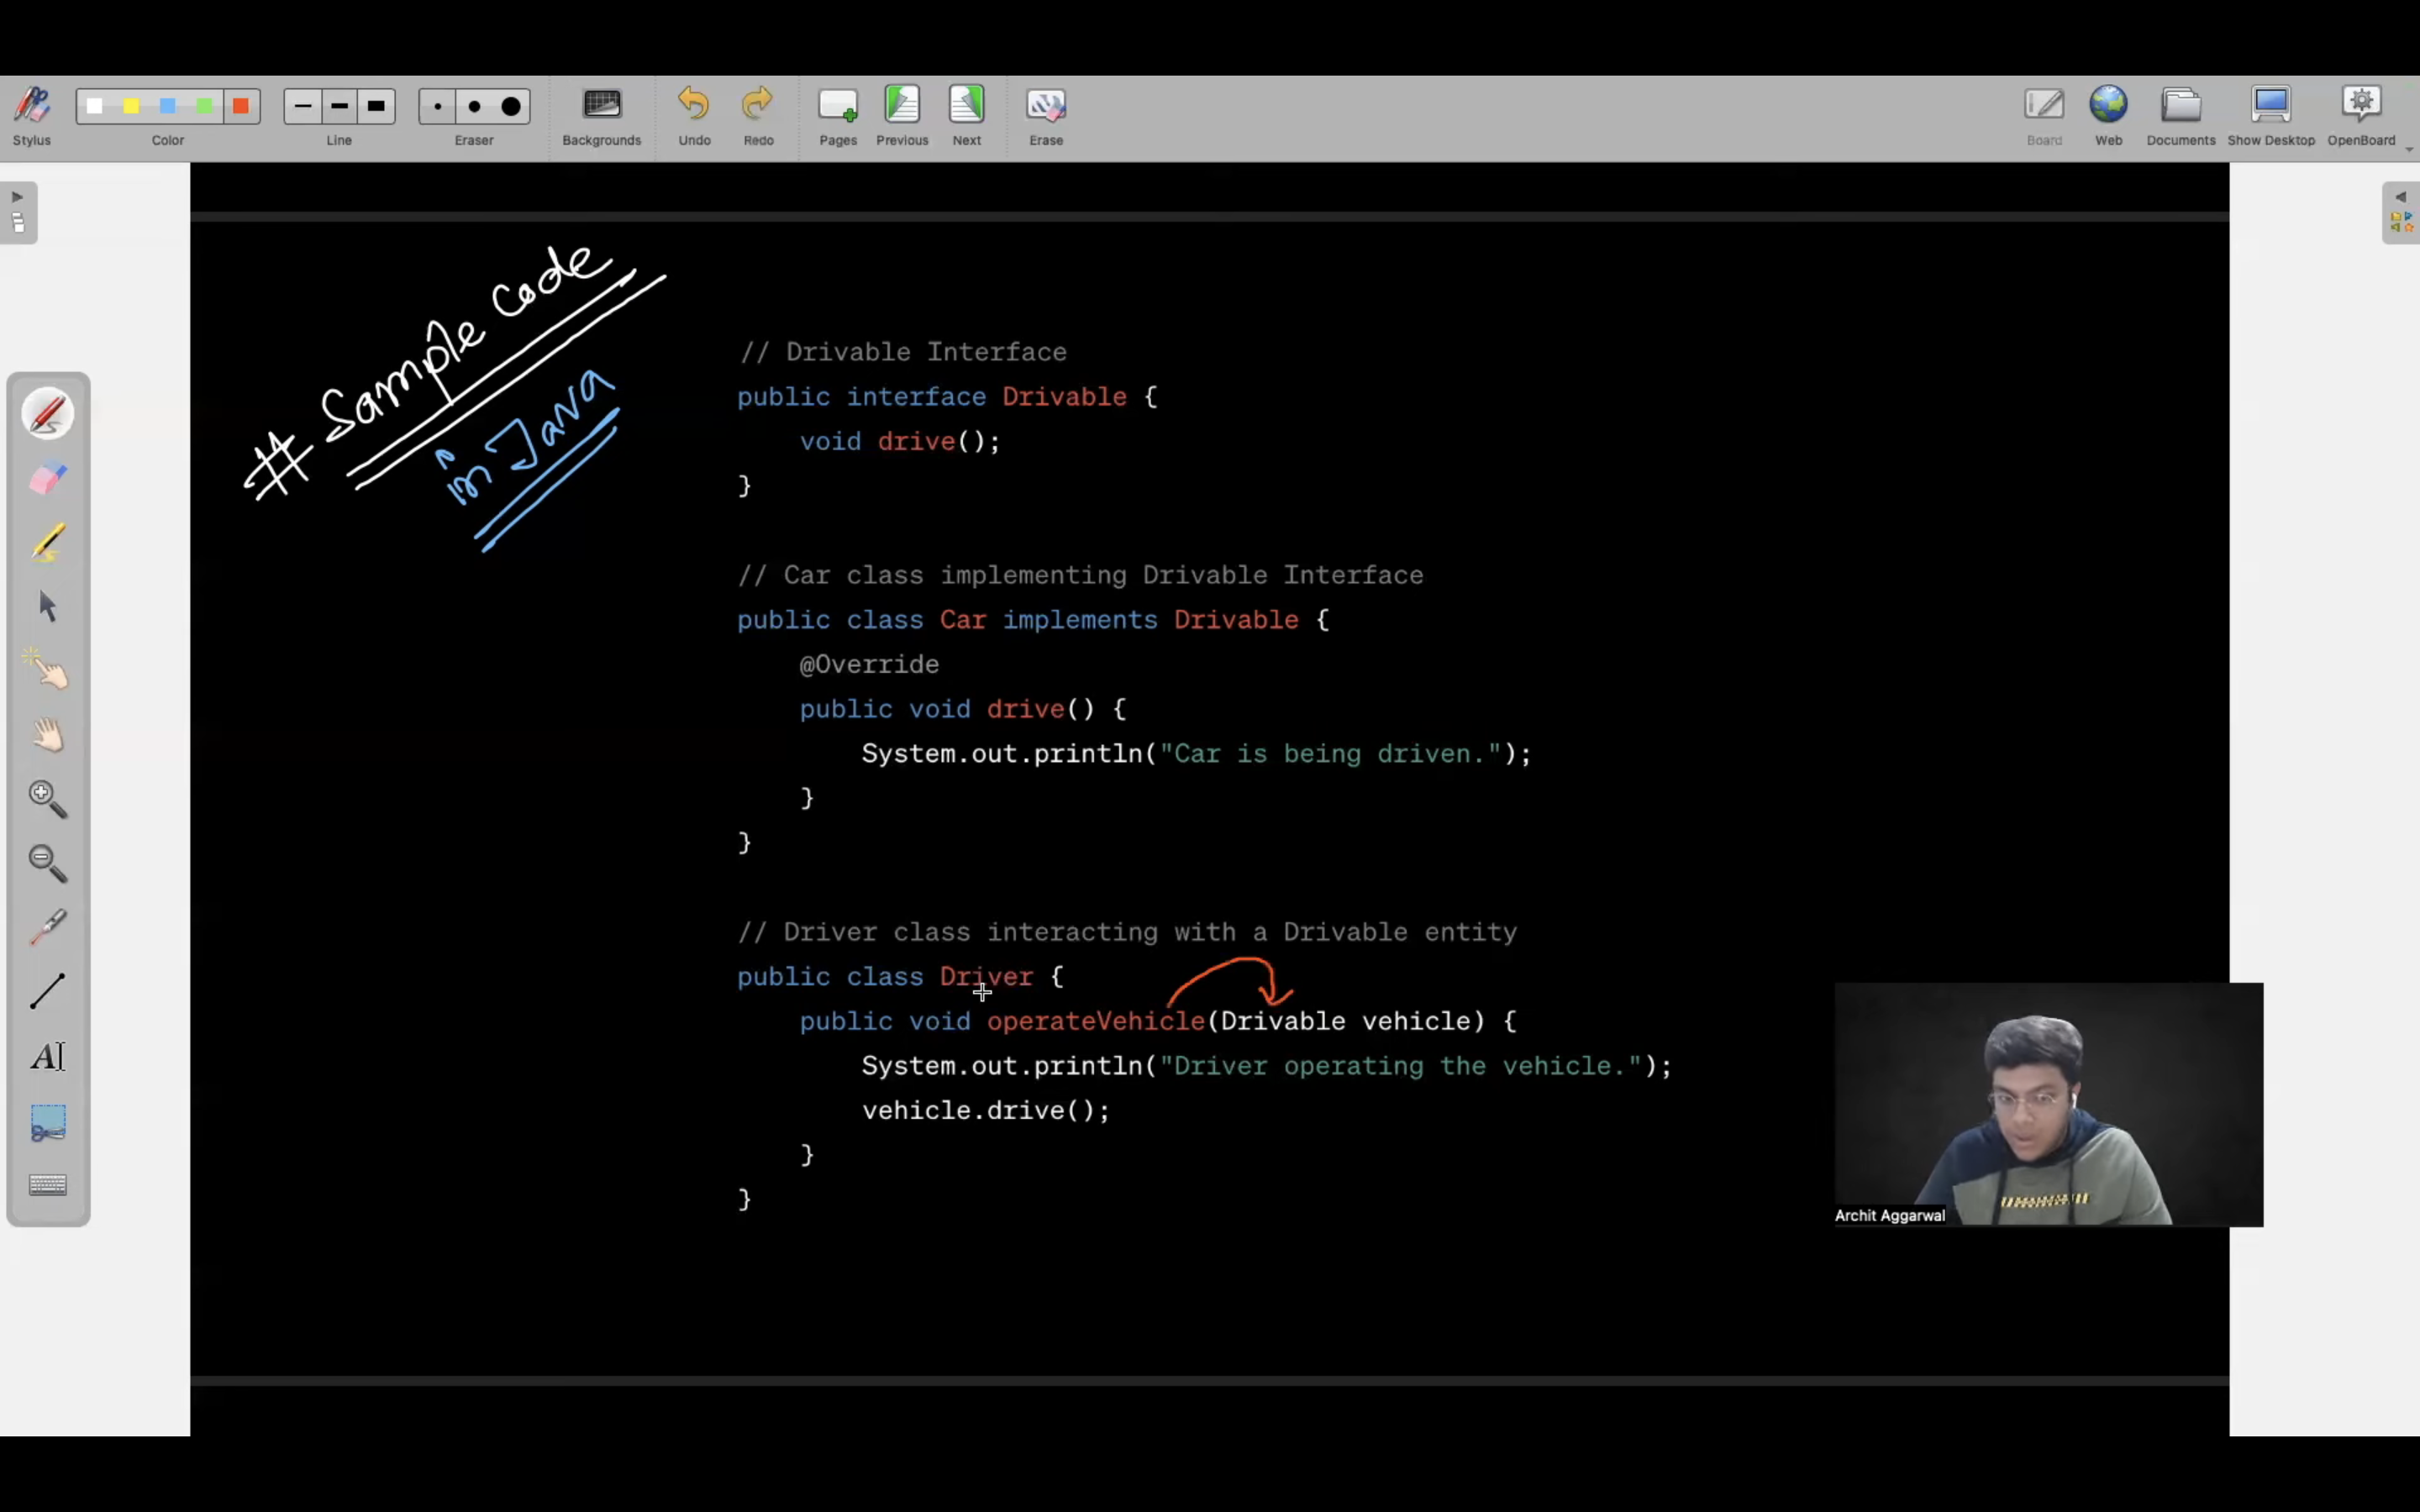 Stylus
Color
Line
Eraser
Backgrounds
Undo
Redo
Pages
Previous
Next
Erase
Board
Web
Documents
Show Desktop
OpenBoard
# Sample Code
in Java
// Drivable Interface
public interface Drivable {
    void drive();
}
// Car class implementing Drivable Interface
public class Car implements Drivable {
    @Override
    public void drive() {
        System.out.println("Car is being driven.");
    }
}
// Driver class interacting with a Drivable entity
public class Driver {
    public void operateVehicle(Drivable vehicle) {
        System.out.println("Driver operating the vehicle.");
        vehicle.drive();
    }
}
Archit Aggarwal